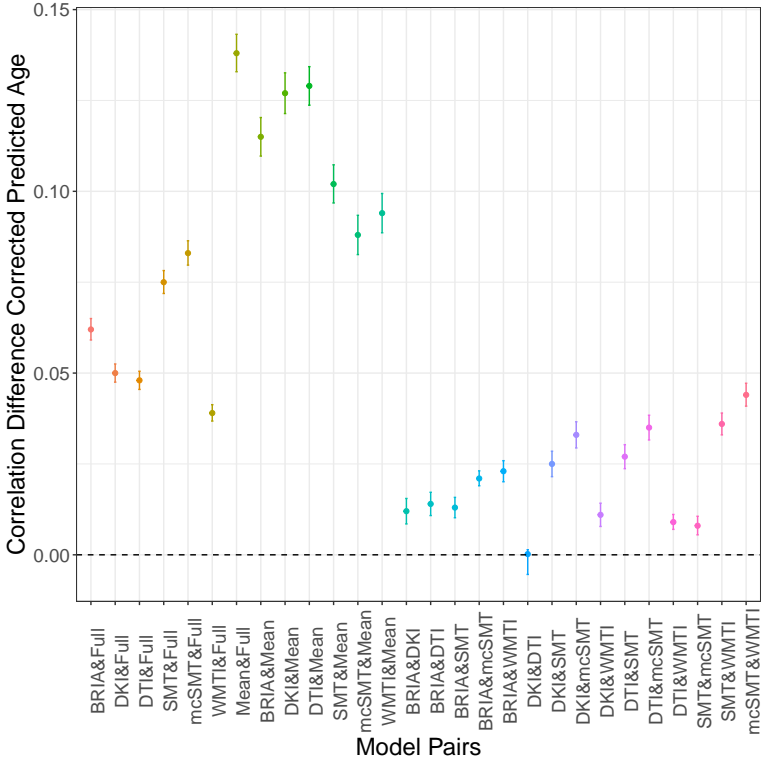 Correlation Difference Corrected Predicted Age
0.15
0.10
0.05
0.00
BRIA&Full
DKI&Full
DTI&Full
SMT&Full
mcSMT&Full
WMTI&Full
Mean&Full
BRIA&Mean
DKI&Mean
DTI&Mean
SMT&Mean
mcSMT&Mean
WMTI&Mean
BRIA&DKI
BRIA&DTI
BRIA&SMT
BRIA&mcSMT
BRIA&WMTI
DKI&DTI
DKI&SMT
DKI&mcSMT
DKI&WMTI
DTI&SMT
DTI&mcSMT
DTI&WMTI
SMT&mcSMT
SMT&WMTI
mcSMT&WMTI
Model Pairs